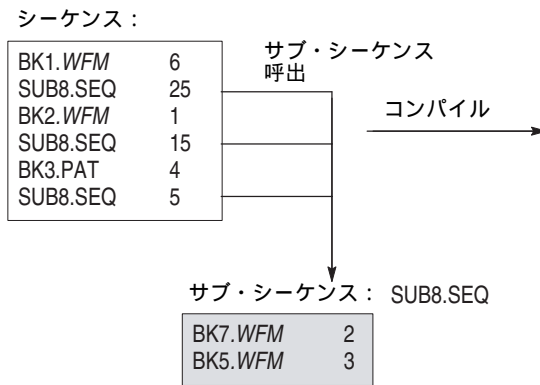 シーケンス：
BK1.WFM 6
SUB8.SEQ 25
BK2.WFM 1
SUB8.SEQ 15
BK3.PAT 4
SUB8.SEQ 5
サブ・シーケンス
呼出
コンパイル
サブ・シーケンス： SUB8.SEQ
BK7.WFM 2
BK5.WFM 3